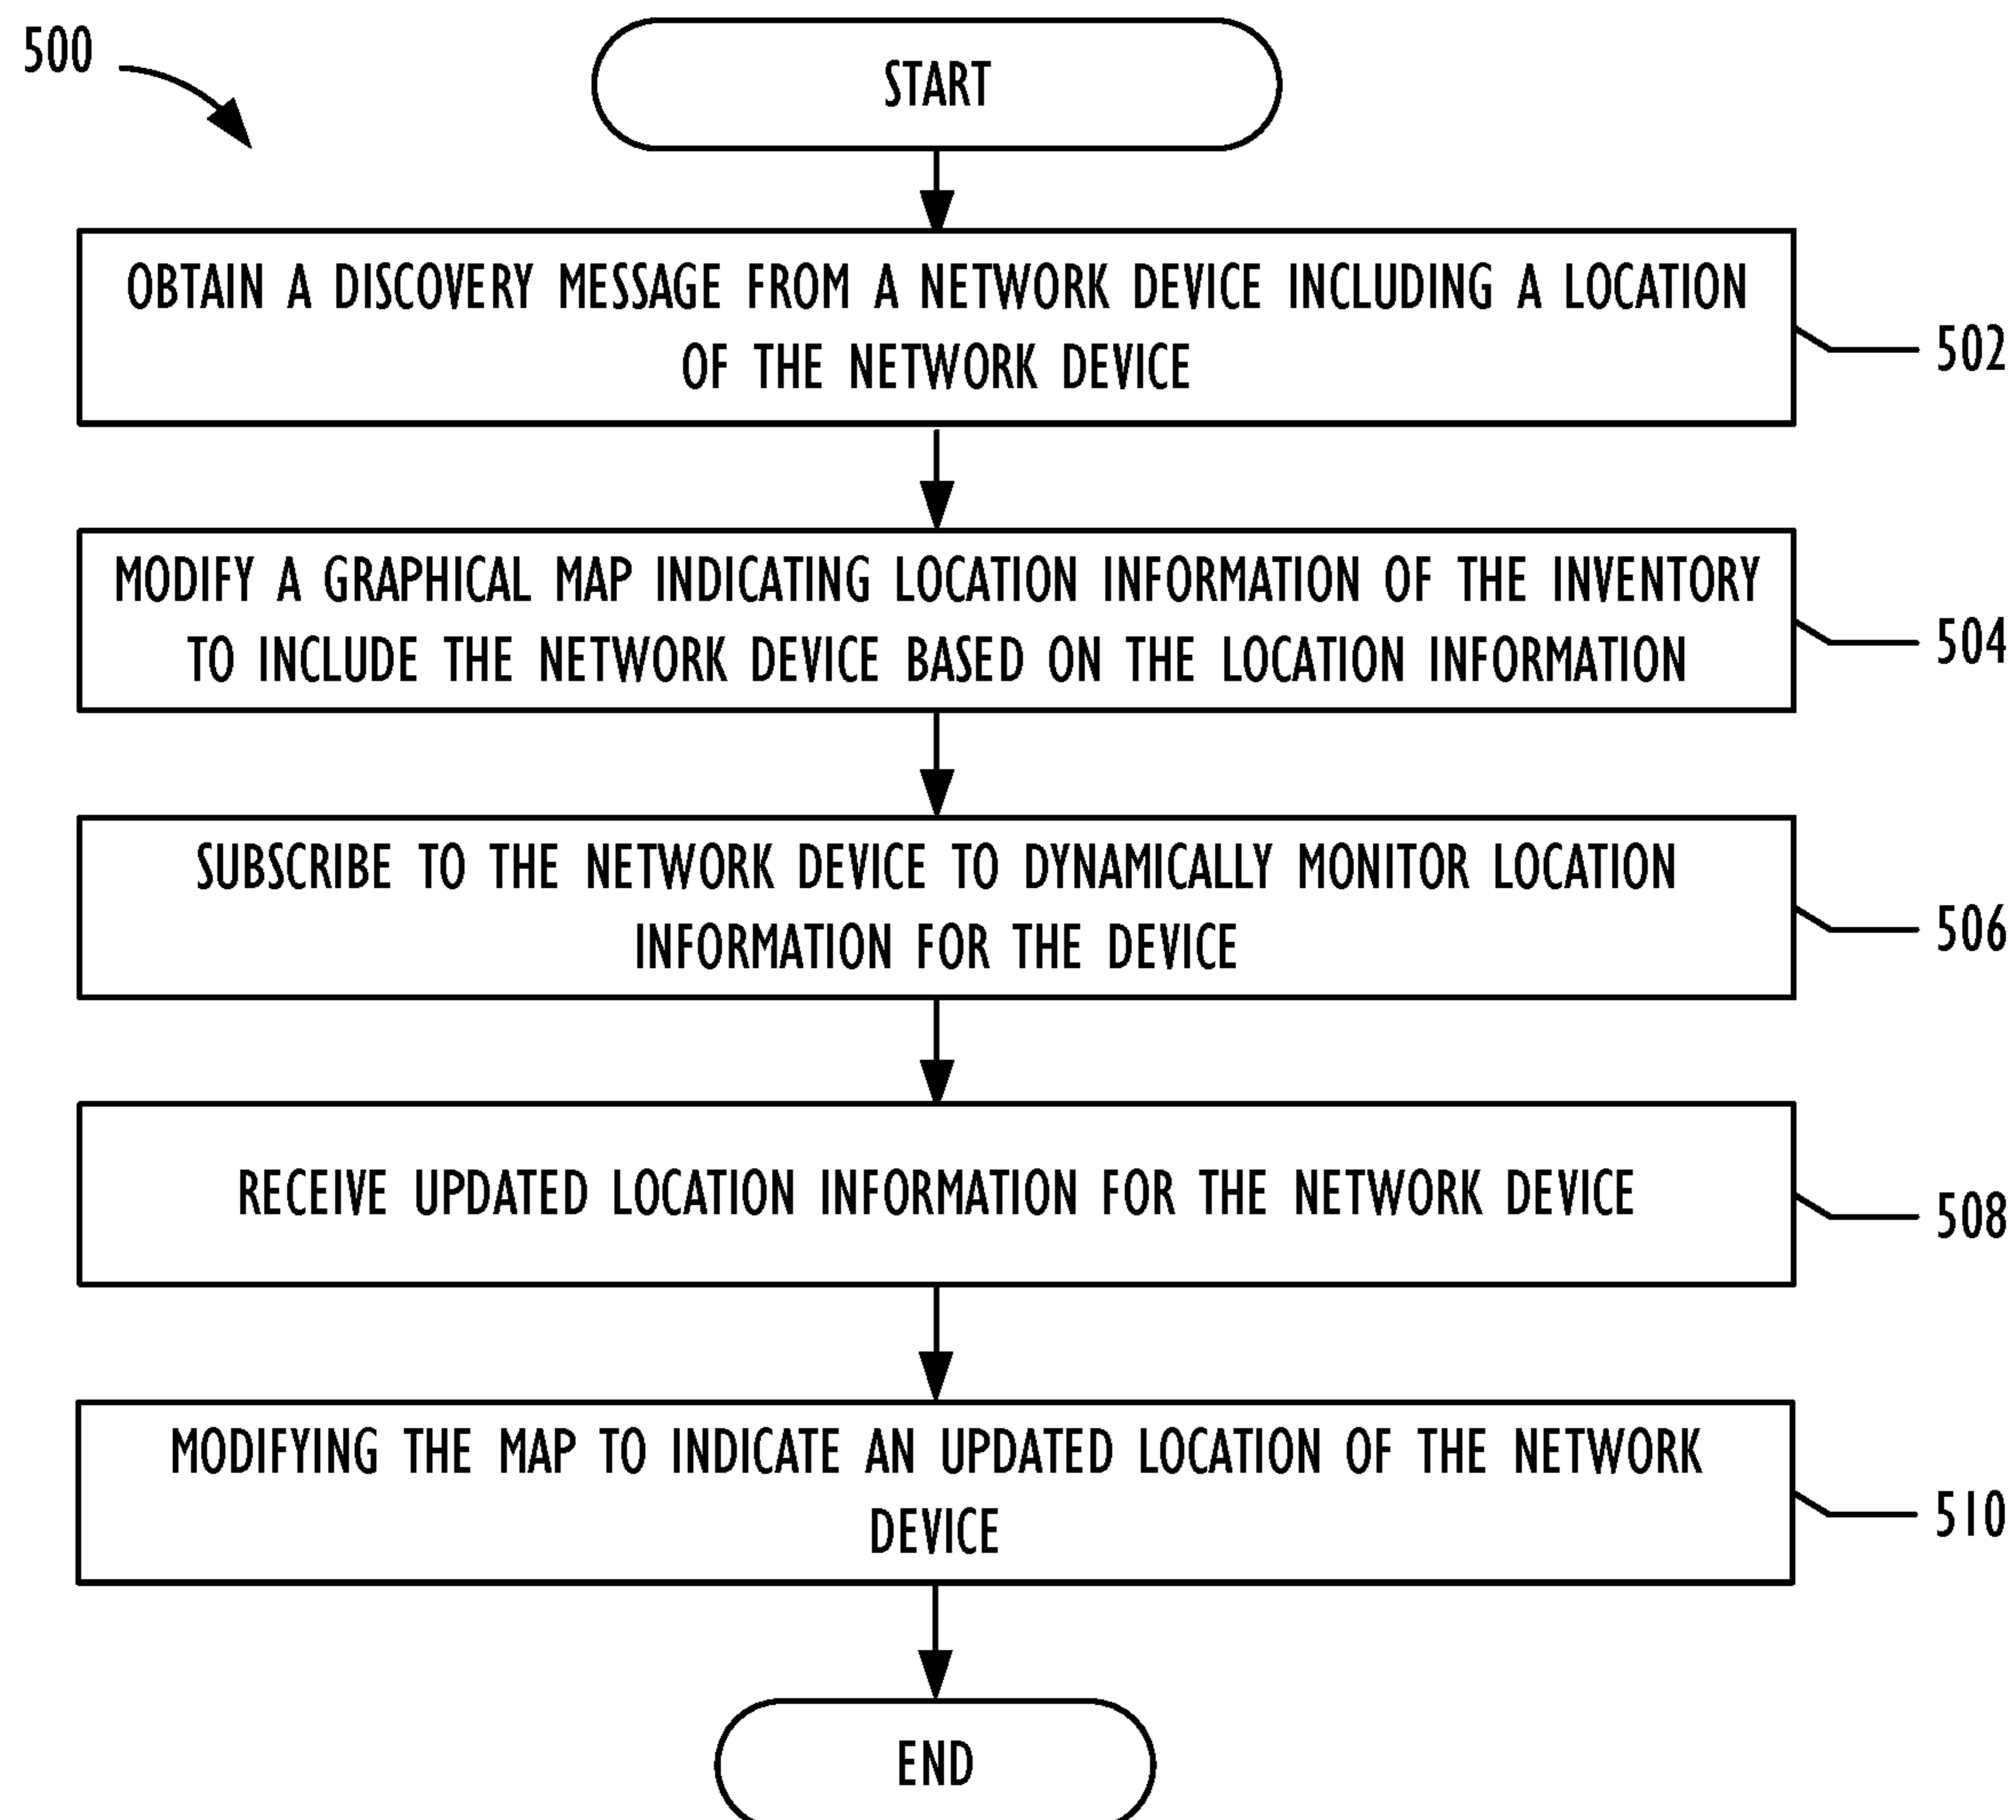 500
START
OBTAIN A DISCOVERY MESSAGE FROM A NETWORK DEVICE INCLUDING A LOCATION
OF THE NETWORK DEVICE
502
MODIFY A GRAPHICAL MAP INDICATING LOCATION INFORMATION OF THE INVENTORY
TO INCLUDE THE NETWORK DEVICE BASED ON THE LOCATION INFORMATION
504
SUBSCRIBE TO THE NETWORK DEVICE TO DYNAMICALLY MONITOR LOCATION
INFORMATION FOR THE DEVICE
506
RECEIVE UPDATED LOCATION INFORMATION FOR THE NETWORK DEVICE
508
MODIFYING THE MAP TO INDICATE AN UPDATED LOCATION OF THE NETWORK
DEVICE
510
END